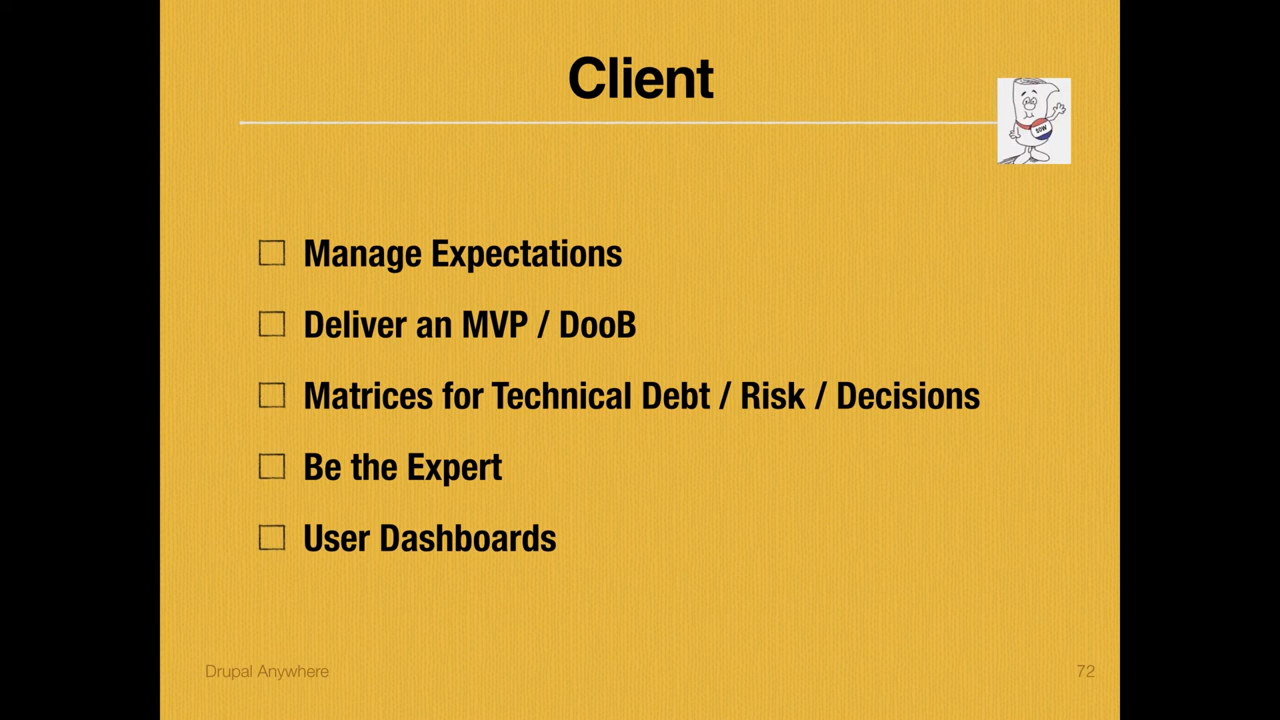 Client
SOW
Manage Expectations
Deliver an MVP / DooB
Matrices for Technical Debt / Risk / Decisions
Be the Expert
User Dashboards
Drupal Anywhere
72